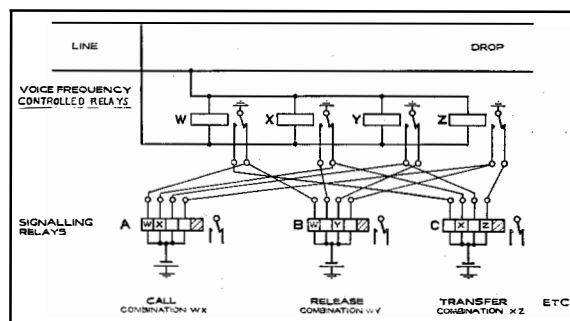 LINE DROP
VOICE FREQUENCY
CONTROLLED RELAYS
W X Y Z
SIGNALLING
RELAYS
A W X B W Y C X Z
CALL RELEASE TRANSFER ETC
COMBINATION WX COMBINATION WY COMBINATION XZ